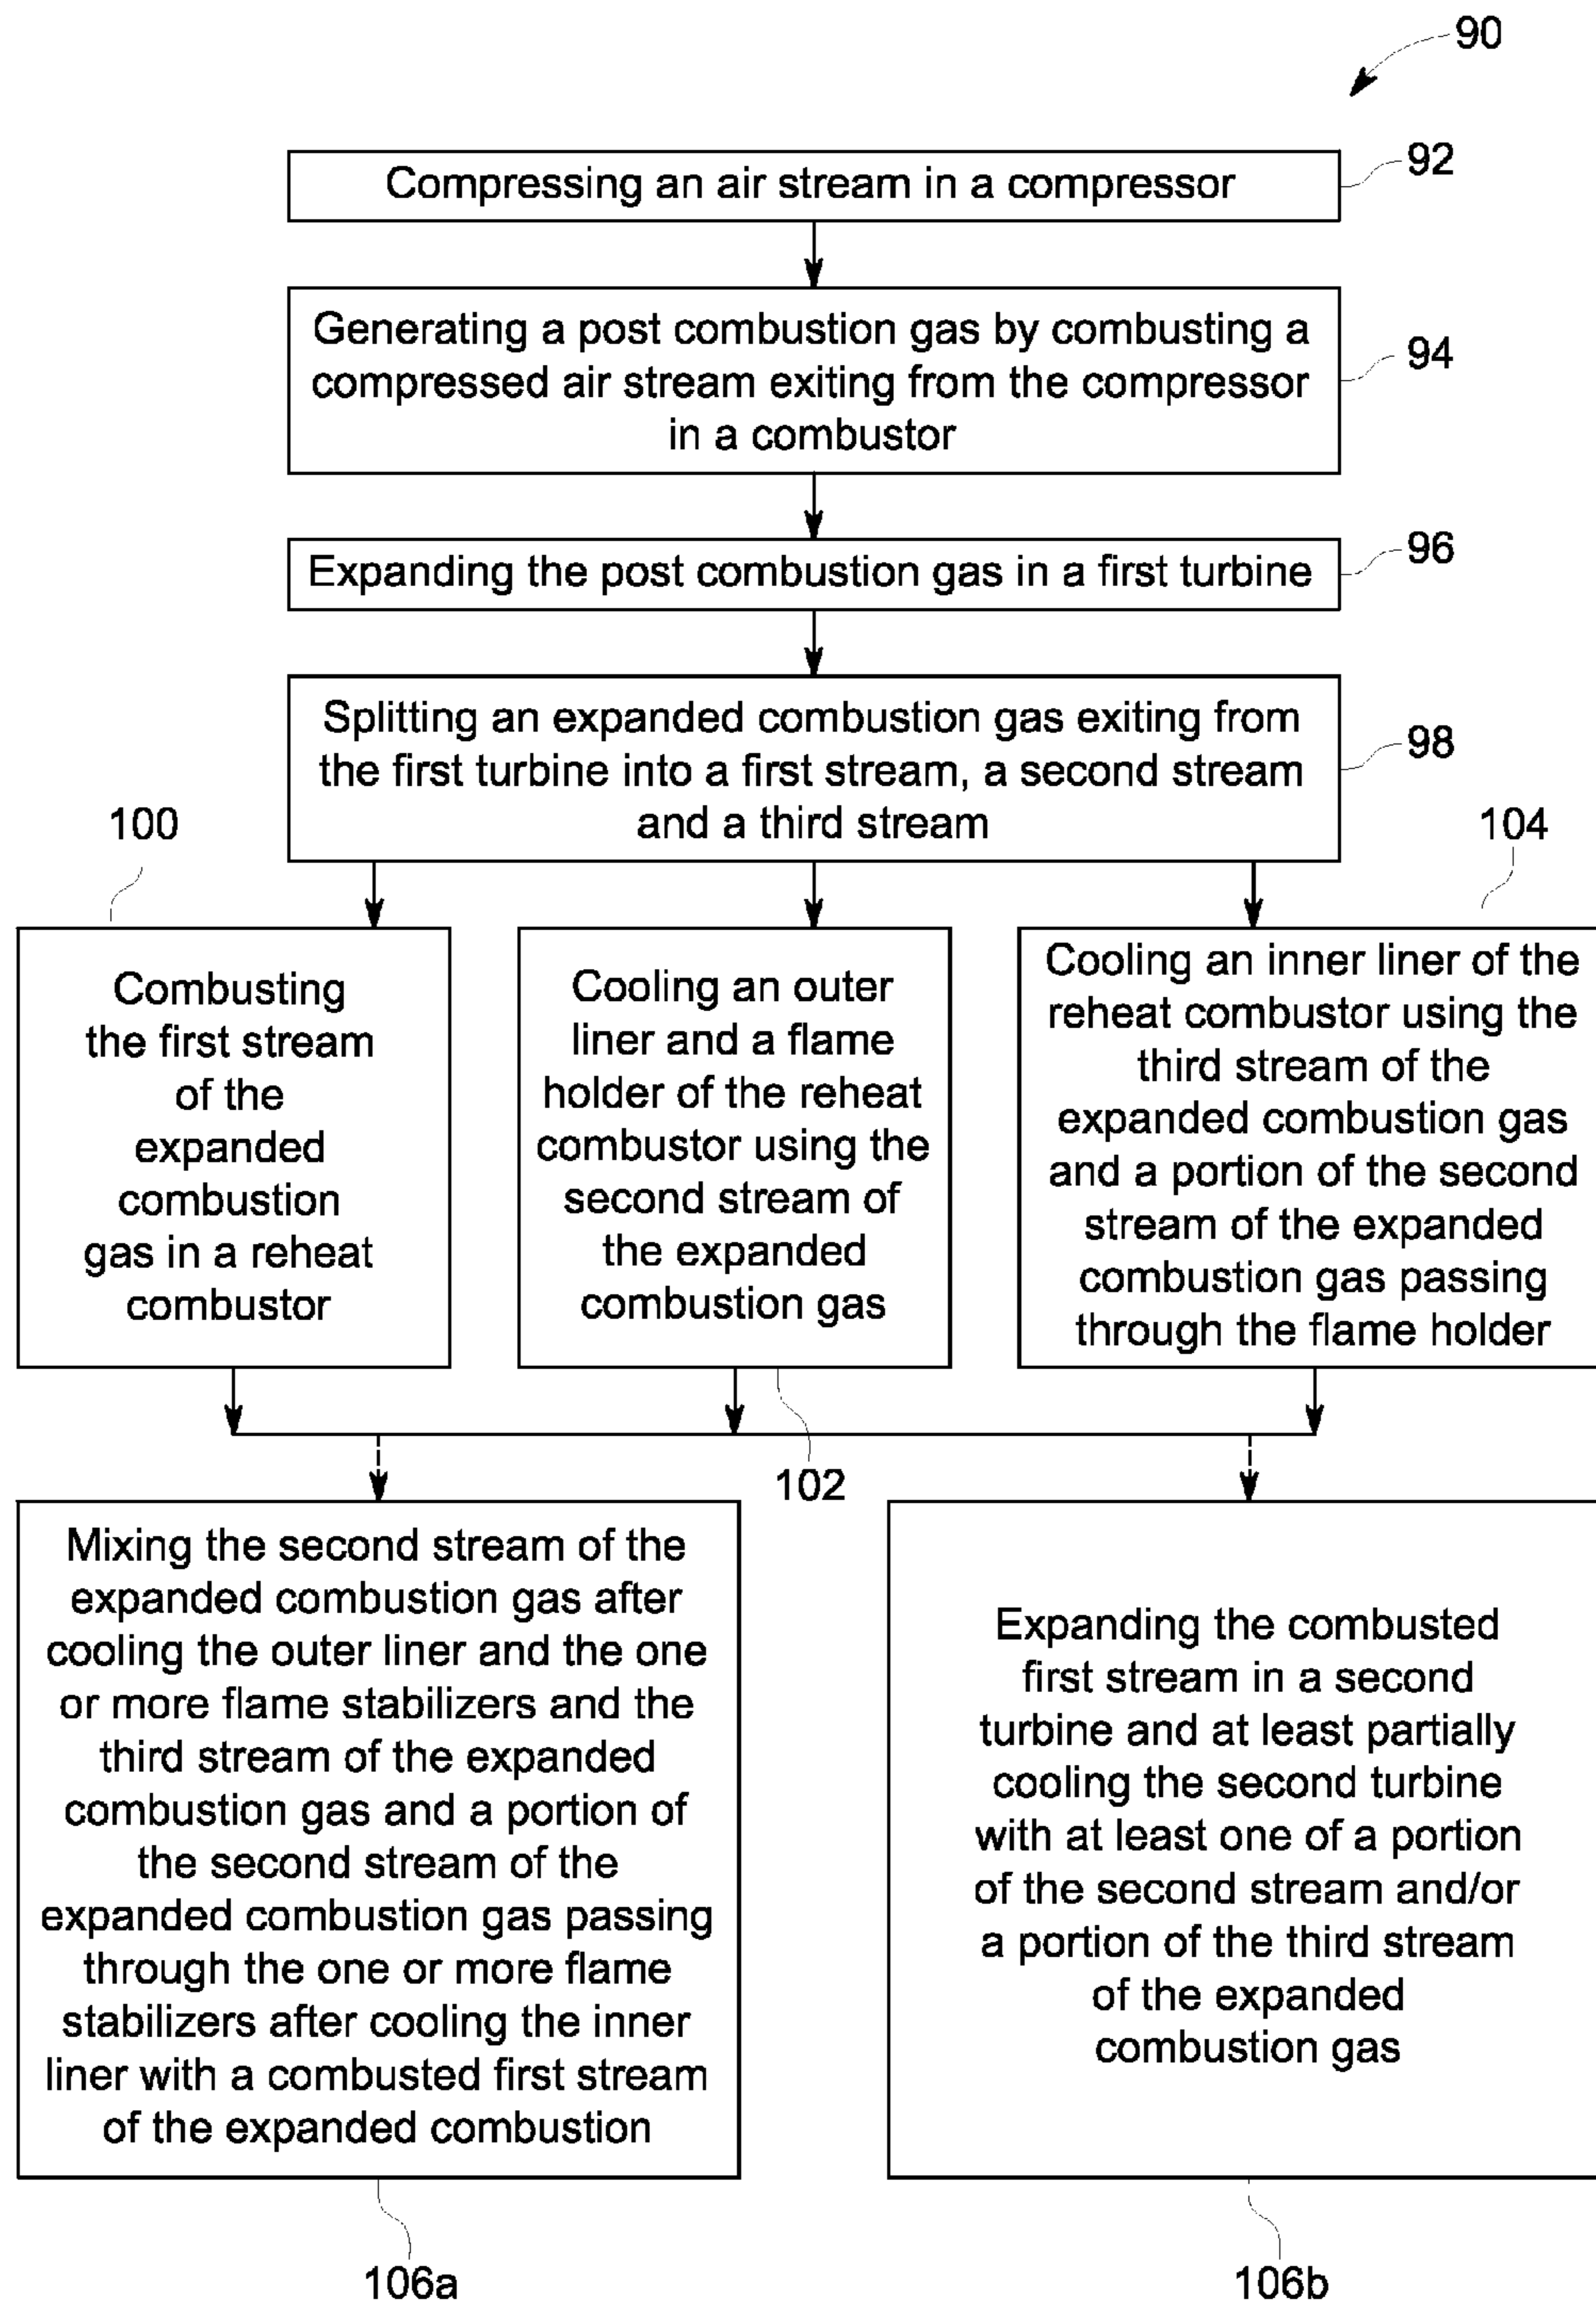 90
Compressing an air stream in a compressor
92
Generating a post combustion gas by combusting a
compressed air stream exiting from the compressor
in a combustor
94
Expanding the post combustion gas in a first turbine
96
Splitting an expanded combustion gas exiting from
the first turbine into a first stream, a second stream
and a third stream
98
100
104
Combusting
the first stream
of the
expanded
combustion
gas in a reheat
combustor
Cooling an outer
liner and a flame
holder of the reheat
combustor using the
second stream of
the expanded
combustion gas
Cooling an inner liner of the
reheat combustor using the
third stream of the
expanded combustion gas
and a portion of the second
stream of the expanded
combustion gas passing
through the flame holder
102
Mixing the second stream of the
expanded combustion gas after
cooling the outer liner and the one
or more flame stabilizers and the
third stream of the expanded
combustion gas and a portion of
the second stream of the
expanded combustion gas passing
through the one or more flame
stabilizers after cooling the inner
liner with a combusted first stream
of the expanded combustion
Expanding the combusted
first stream in a second
turbine and at least partially
cooling the second turbine
with at least one of a portion
of the second stream and/or
a portion of the third stream
of the expanded
combustion gas
106a
106b